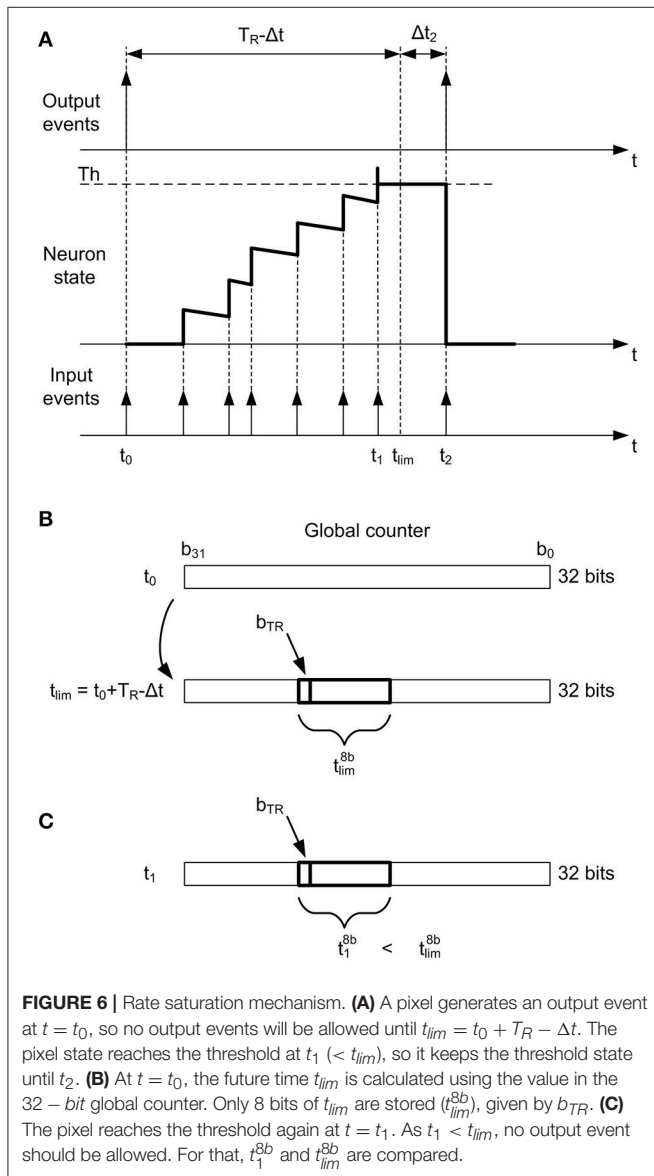 A
T_R-Δt
Δt_2
Output events
t
Th
Neuron state
t
Input events
t_0
t_1
t_lim
t_2
t
B
Global counter
b_31
b_0
t_0
32 bits
b_TR
t_lim = t_0+T_R-Δt
32 bits
t_lim^8b
C
b_TR
t_1
32 bits
t_1^8b < t_lim^8b
FIGURE 6 | Rate saturation mechanism. (A) A pixel generates an output event
at t = t_0, so no output events will be allowed until t_lim = t_0 + T_R − Δt. The
pixel state reaches the threshold at t_1 (< t_lim), so it keeps the threshold state
until t_2. (B) At t = t_0, the future time t_lim is calculated using the value in the
32 − bit global counter. Only 8 bits of t_lim are stored (t_lim^8b), given by b_TR. (C)
The pixel reaches the threshold again at t = t_1. As t_1 < t_lim, no output event
should be allowed. For that, t_1^8b and t_lim^8b are compared.